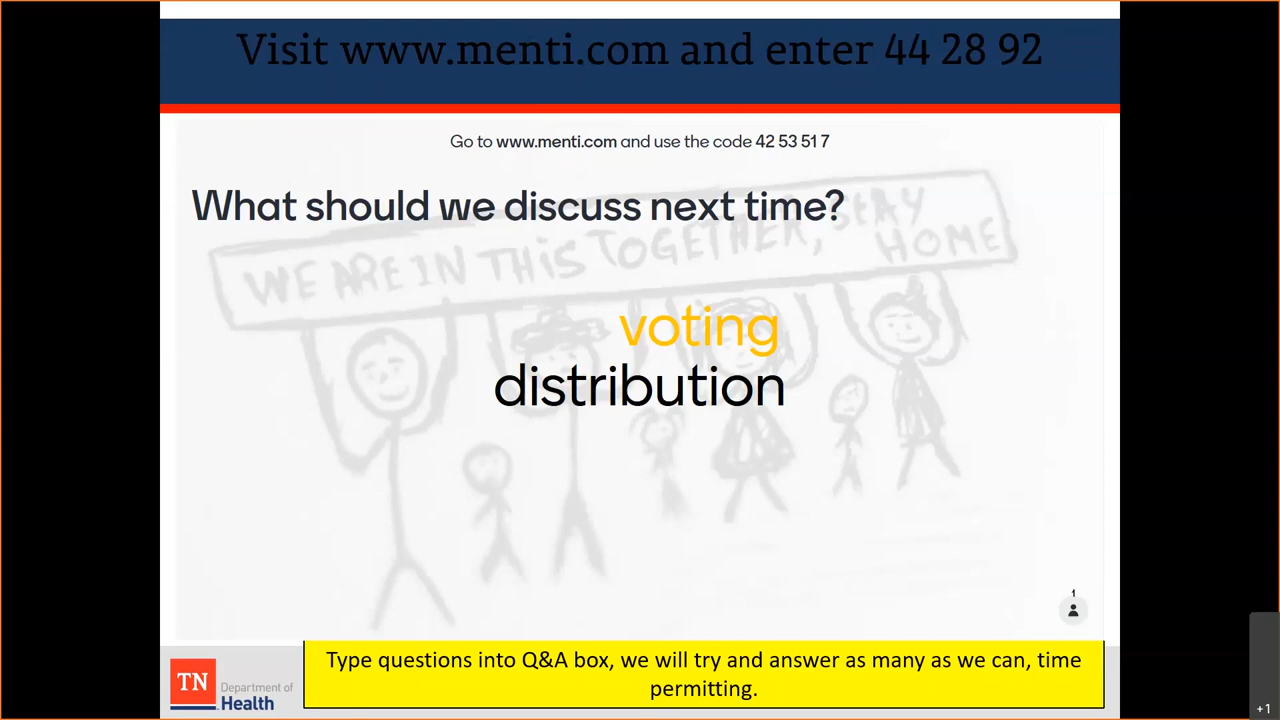 Visit www.menti.com and enter 44 28 92
Go to www.menti.com and use the code 42 53 51 7
What should we discuss next time?
WE ARE IN THIS TOGETHER, STAY
HOME
voting
distribution
1
Type questions into Q&A box, we will try and answer as many as we can, time
permitting.
TN
Department of
Health
+1